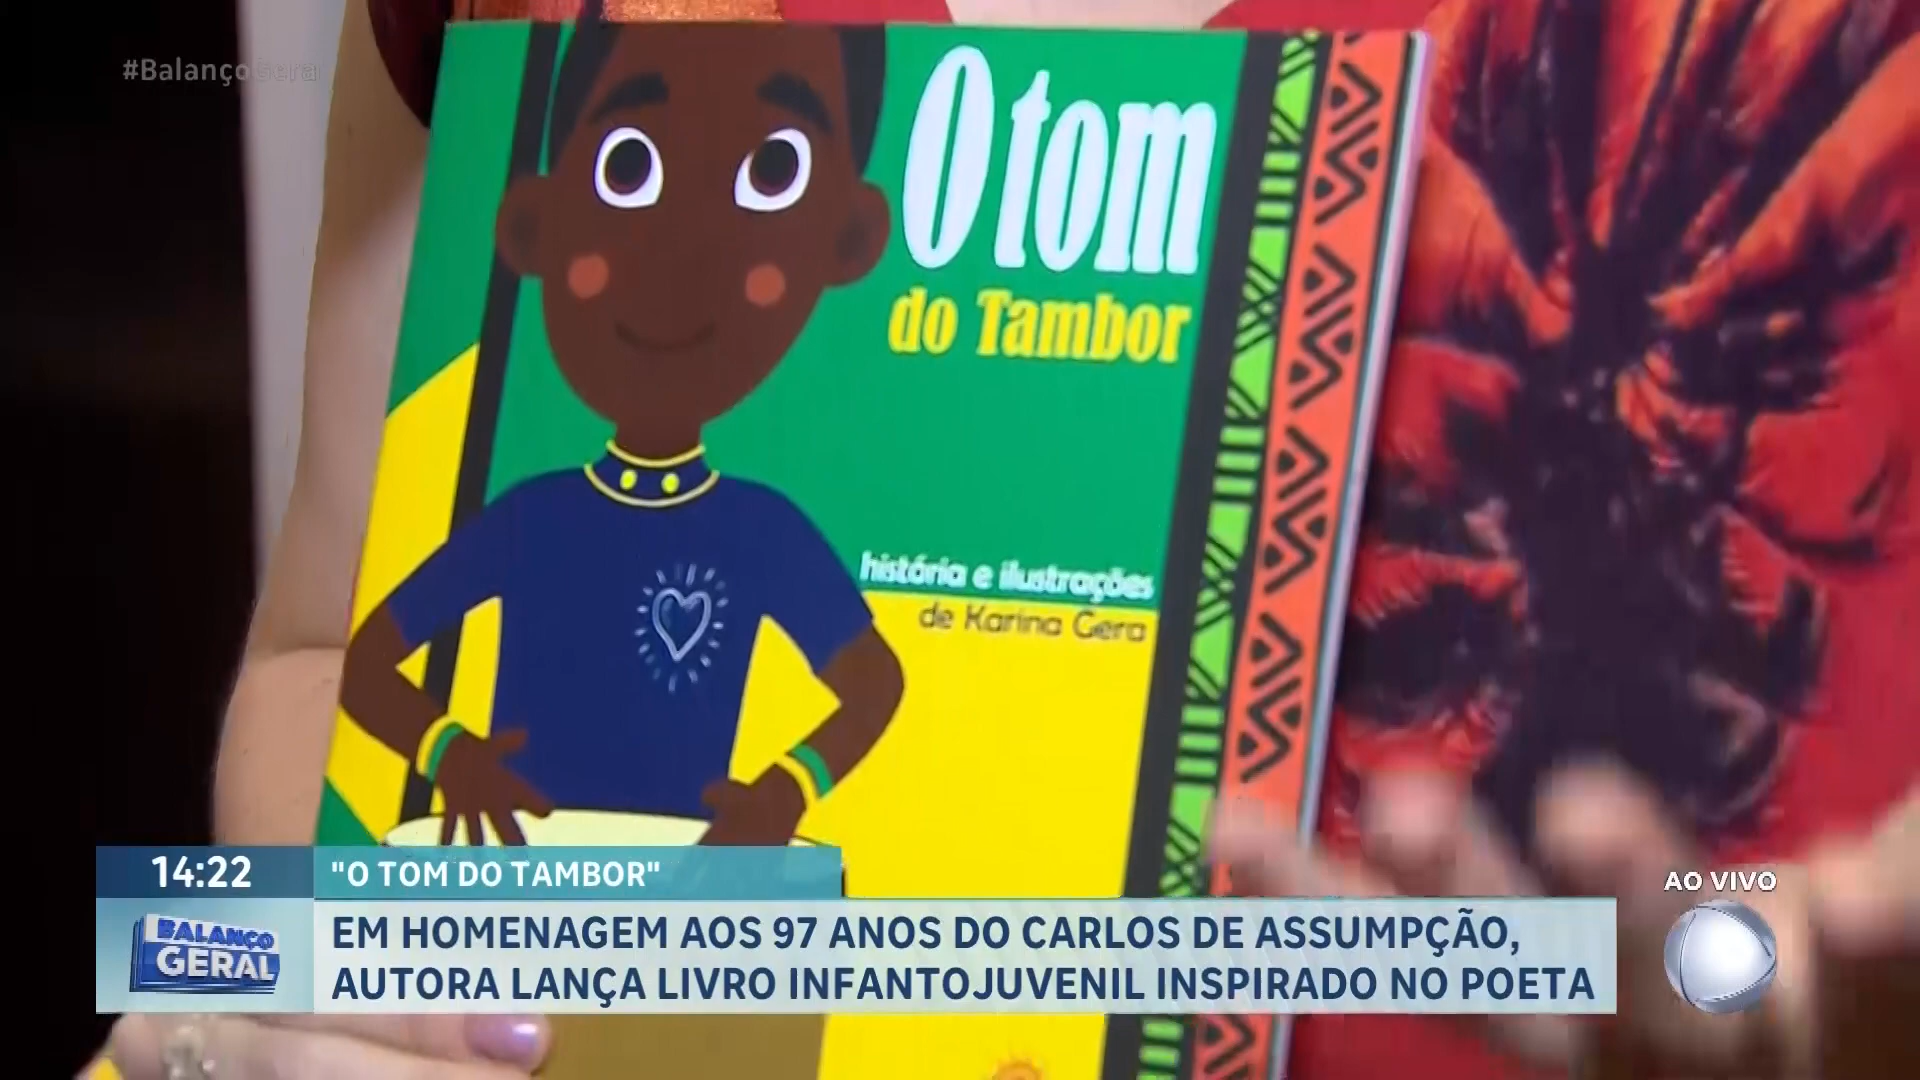 #BalançoGeral
O tom
do Tambor
história e ilustrações
de Karina Gera
14:22
"O TOM DO TAMBOR"
AO VIVO
BALANÇO
GERAL
EM HOMENAGEM AOS 97 ANOS DO CARLOS DE ASSUMPÇÃO,
AUTORA LANÇA LIVRO INFANTOJUVENIL INSPIRADO NO POETA